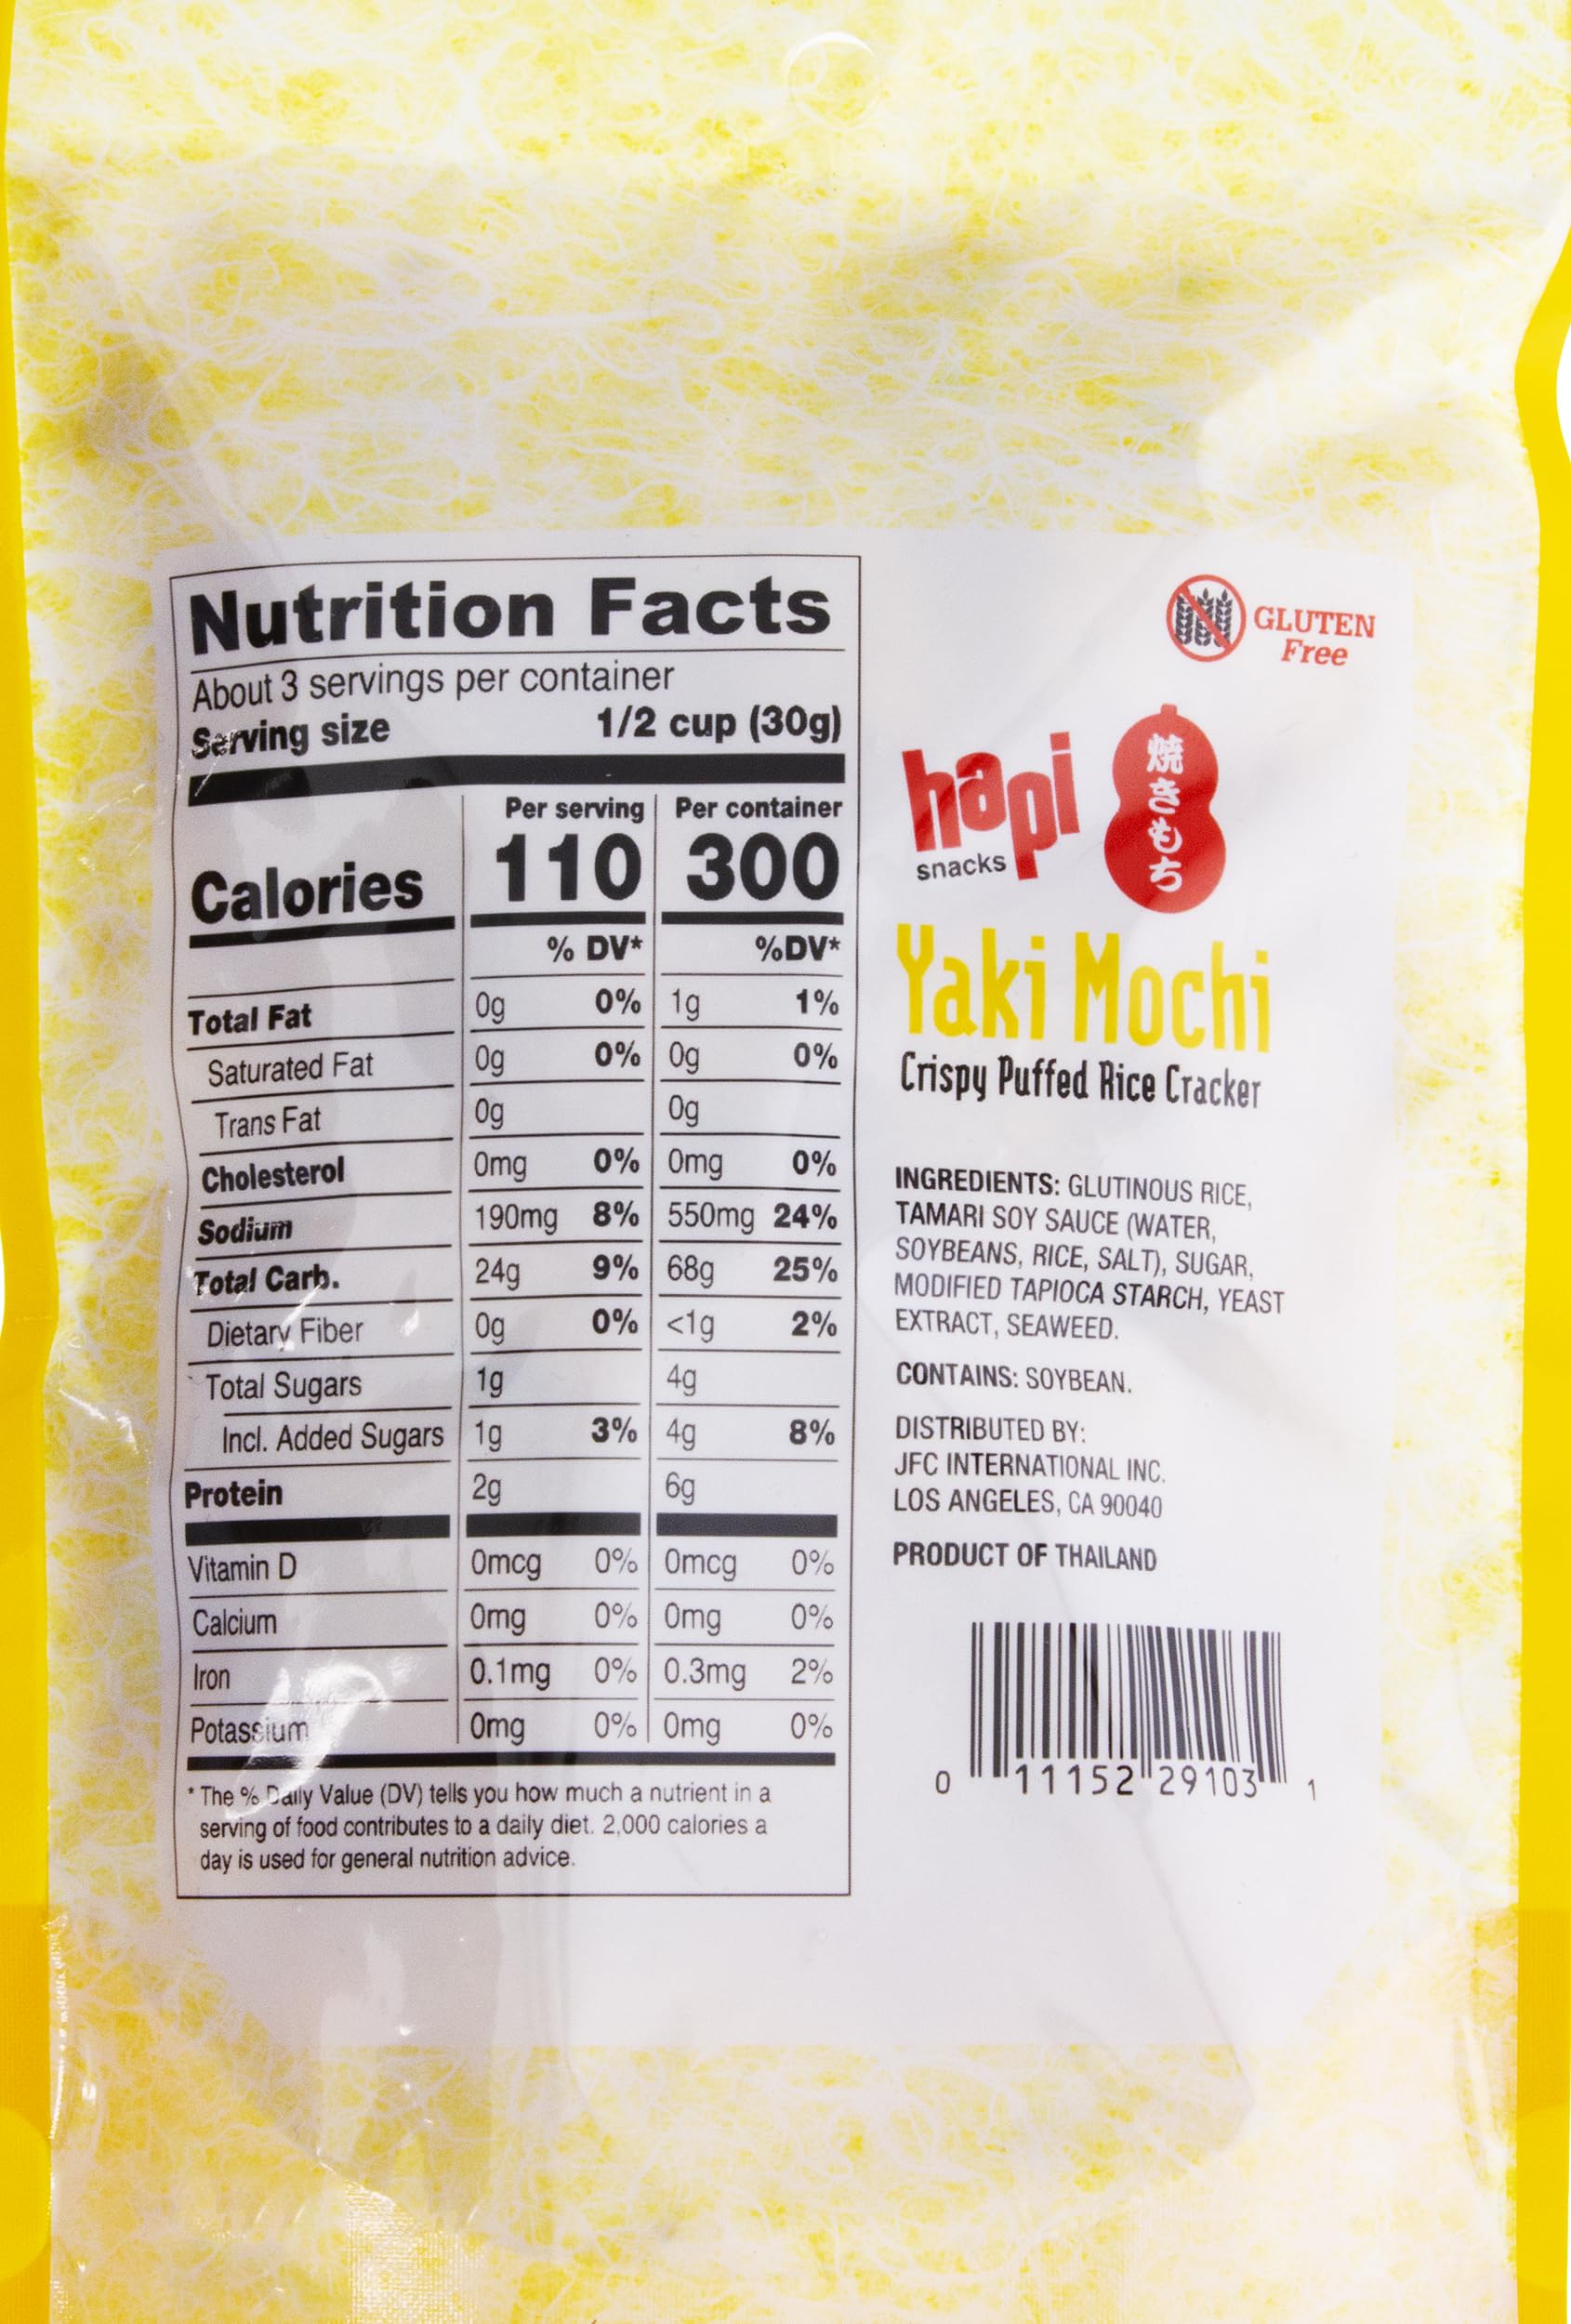 Nutrition Facts
About 3 servings per container
Serving size 1/2 cup (30g)
Per serving Per container
Calories 110 300
% DV* %DV*
Total Fat 0g 0% 1g 1%
Saturated Fat 0g 0% 0g 0%
Trans Fat 0g 0g
Cholesterol 0mg 0% 0mg 0%
Sodium 190mg 8% 550mg 24%
Total Carb. 24g 9% 68g 25%
Dietary Fiber 0g 0% <1g 2%
Total Sugars 1g 4g
Incl. Added Sugars 1g 3% 4g 8%
Protein 2g 6g
Vitamin D 0mcg 0% 0mcg 0%
Calcium 0mg 0% 0mg 0%
Iron 0.1mg 0% 0.3mg 2%
Potassium 0mg 0% 0mg 0%
* The % Daily Value (DV) tells you how much a nutrient in a
serving of food contributes to a daily diet. 2,000 calories a
day is used for general nutrition advice.
GLUTEN
Free
hapi
snacks
焼きもち
Yaki Mochi
Crispy Puffed Rice Cracker
INGREDIENTS: GLUTINOUS RICE,
TAMARI SOY SAUCE (WATER,
SOYBEANS, RICE, SALT), SUGAR,
MODIFIED TAPIOCA STARCH, YEAST
EXTRACT, SEAWEED.
CONTAINS: SOYBEAN.
DISTRIBUTED BY:
JFC INTERNATIONAL INC.
LOS ANGELES, CA 90040
PRODUCT OF THAILAND
0 11152 29103 1